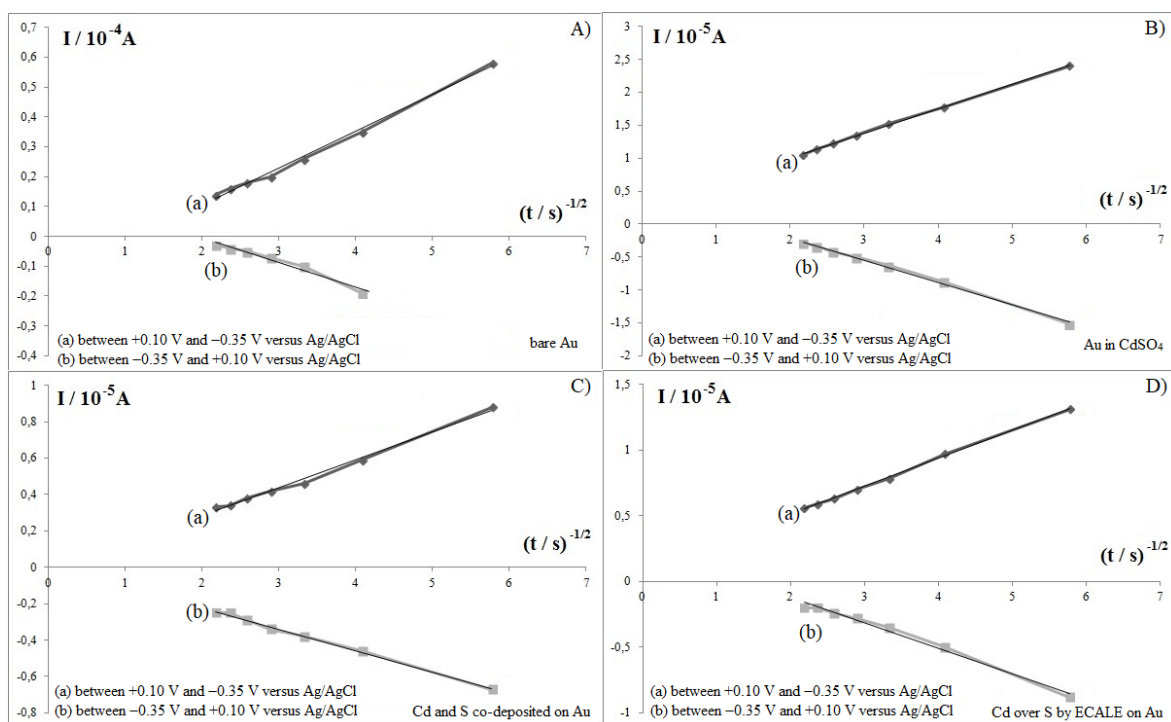 A)
I / 10⁻⁴A
0,7
0,6
0,5
0,4
0,3
0,2
0,1
0
-0,1
-0,2
-0,3
-0,4
(a)
(t / s)⁻¹/²
0 1 2 3 4 5 6 7
(b)
(a) between +0.10 V and –0.35 V versus Ag/AgCl
(b) between –0.35 V and +0.10 V versus Ag/AgCl
bare Au
B)
I / 10⁻⁵A
3
2,5
2
1,5
1
0,5
0
-0,5
-1
-1,5
-2
(a)
(t / s)⁻¹/²
0 1 2 3 4 5 6 7
(b)
(a) between +0.10 V and –0.35 V versus Ag/AgCl
(b) between –0.35 V and +0.10 V versus Ag/AgCl
Au in CdSO₄
C)
I / 10⁻⁵A
1
0,8
0,6
0,4
0,2
0
-0,2
-0,4
-0,6
-0,8
(a)
(t / s)⁻¹/²
0 1 2 3 4 5 6 7
(b)
(a) between +0.10 V and –0.35 V versus Ag/AgCl
(b) between –0.35 V and +0.10 V versus Ag/AgCl
Cd and S co-deposited on Au
D)
I / 10⁻⁵A
1,5
1
0,5
0
-0,5
-1
(a)
(t / s)⁻¹/²
0 1 2 3 4 5 6 7
(b)
(a) between +0.10 V and –0.35 V versus Ag/AgCl
(b) between –0.35 V and +0.10 V versus Ag/AgCl
Cd over S by ECALE on Au